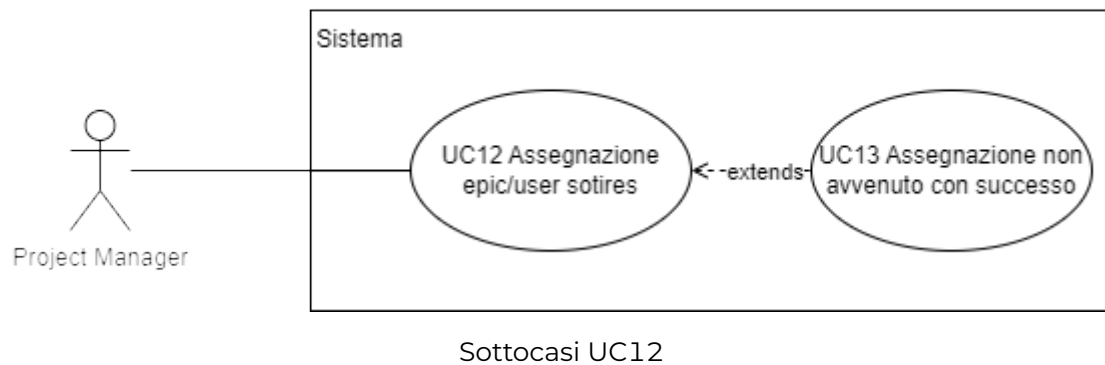 Sistema
UC12 Assegnazione
epic/user sotires
extends
UC13 Assegnazione non
avvenuto con successo
Project Manager
Sottocasi UC12